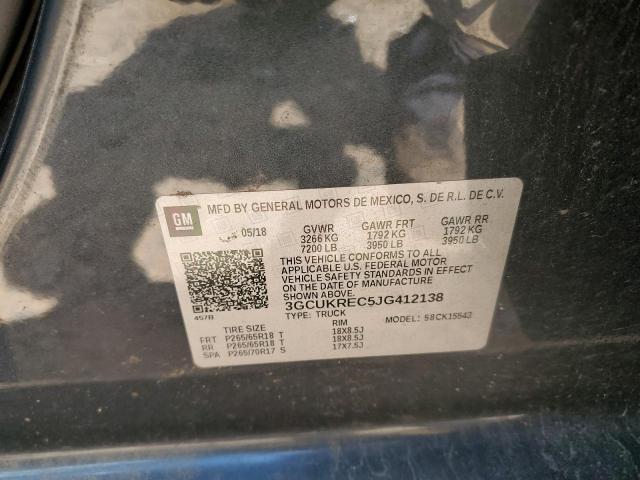 GM
MFD BY GENERAL MOTORS DE MEXICO, S. DE R.L. DE C.V.
05/18 GVWR GAWR FRT GAWR RR
3266 KG 1792 KG 1792 KG
7200 LB 3950 LB 3950 LB
THIS VEHICLE CONFORMS TO ALL
APPLICABLE U.S. FEDERAL MOTOR
VEHICLE SAFETY STANDARDS IN EFFECT
ON THE DATE OF MANUFACTURE
SHOWN ABOVE.
3GCUKREC5JG412138
457B TYPE: TRUCK MODEL: 58CK15543
TIRE SIZE RIM
FRT P265/65R18 T 18X8.5J
RR P265/65R18 T 18X8.5J
SPA P265/70R17 S 17X7.5J